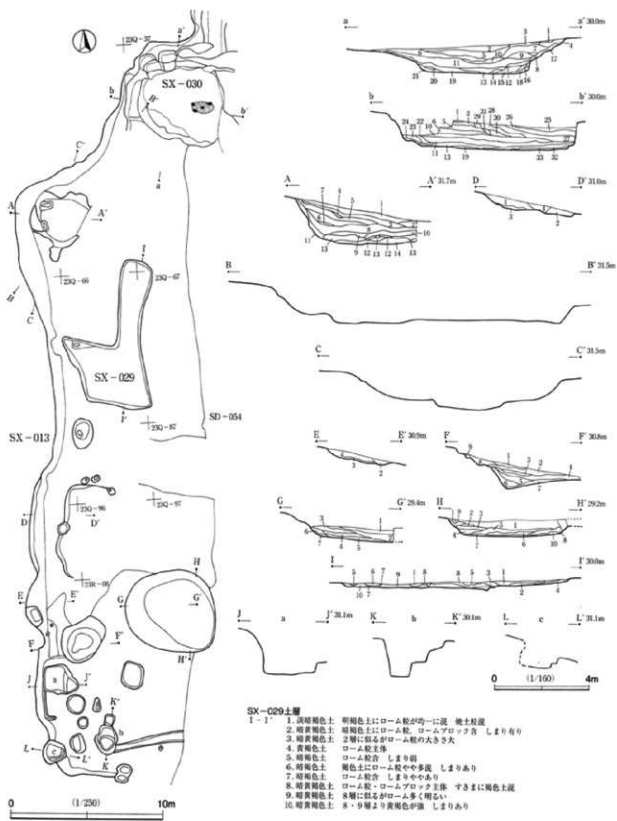 23Q-37
a'
SX-030
H'
b
b'
a
C'
A
A'
I
23Q-66
23Q-67
B
C
SX-029
I'
23Q-87
SD-054
SX-013
23Q-96
23Q-97
D
D'
H
E
E'
G
G'
F
F'
H'
J
a
J'
K'
b
L
L'
c
K
0 (1/250) 10m
a
a' 30.0m
b
b' 30.0m
A
A' 31.7m
D
D' 31.0m
B
B' 31.5m
C
C' 31.5m
E
E' 30.9m
F
F' 30.8m
G
G' 29.4m
H
H' 29.2m
I
I' 30.0m
J
a
J' 31.1m
K
b
K' 30.1m
L
c
L' 31.1m
0 (1/160) 4m
SX-029土層
I-I'
1. 淡暗褐色土 明褐色土にローム粒が均一に混 焼土粒混
2. 暗黄褐色土 暗褐色土にローム粒、ロームブロック含 しまり有り
3. 暗黄褐色土 2層に似るがローム粒の大きさ大
4. 黄褐色土 ローム粒主体
5. 暗褐色土 ローム粒含 しまり弱
6. 褐色土 褐色土にローム粒やや多混 しまりあり
7. 暗褐色土 ローム粒含 しまりややあり
8. 暗黄褐色土 ローム粒・ロームブロック主体 すきまに褐色土混
9. 暗黄褐色土 8層に似るがローム多く明るい
10. 暗黄褐色土 8・9層より黄褐色が強 しまりあり